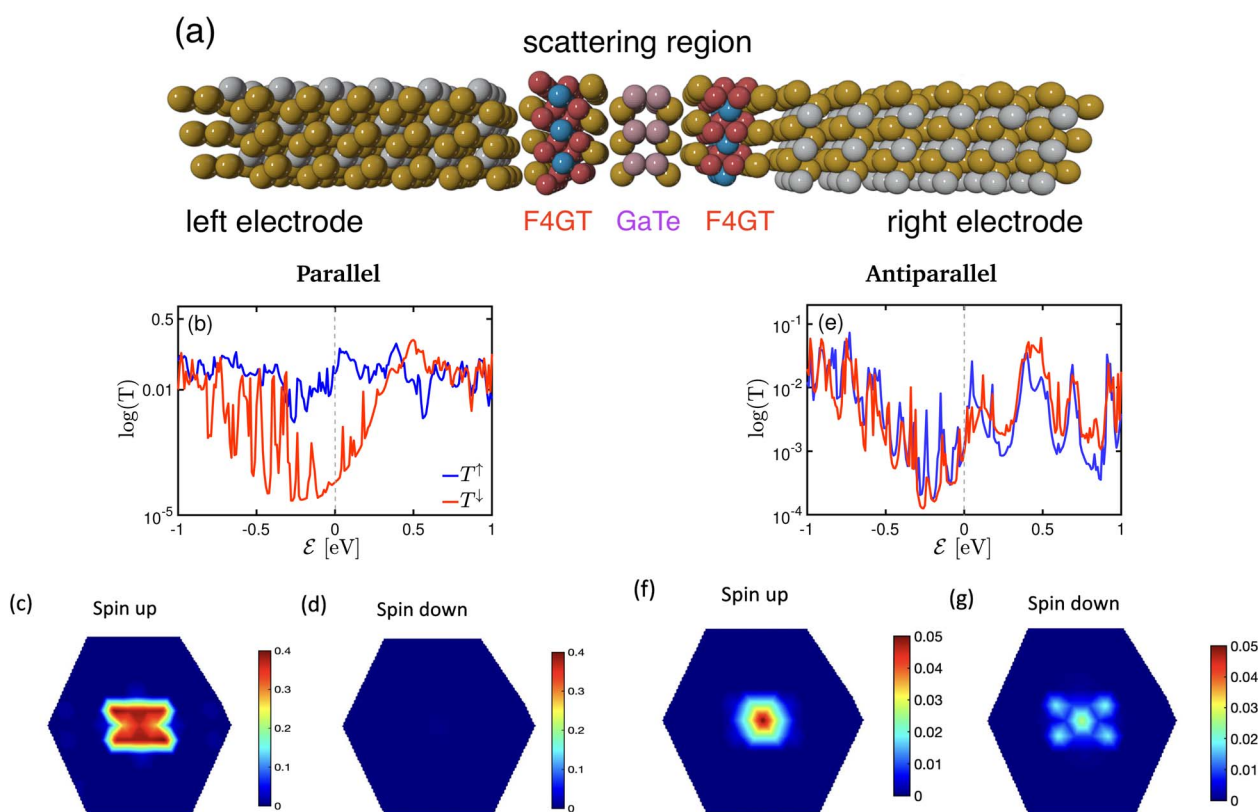 (a)
scattering region
left electrode F4GT GaTe F4GT right electrode
Parallel
0.5
(b)
log(T)
0.01
T↑
T↓
10⁻⁵
-1 -0.5 0 0.5 1
ℰ [eV]
Antiparallel
10⁻¹
(e)
10⁻²
log(T)
10⁻³
10⁻⁴
-1 -0.5 0 0.5 1
ℰ [eV]
(c)
Spin up
0.4
0.3
0.2
0.1
0
(d)
Spin down
0.4
0.3
0.2
0.1
0
(f)
Spin up
0.05
0.04
0.03
0.02
0.01
0
(g)
Spin down
0.05
0.04
0.03
0.02
0.01
0